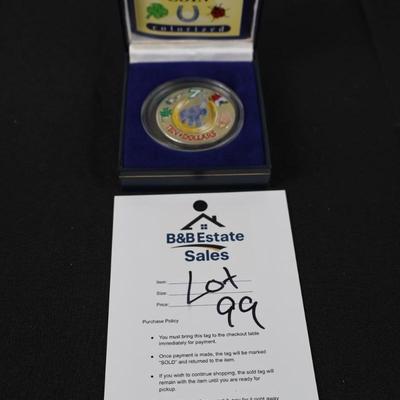 COIN
colorized
7
TEN DOLLARS
B&B Estate
Sales
Item:
Size:
Price:
Lot
99
Purchase Policy
• You must bring this tag to the checkout table
immediately for payment.
• Once payment is made, the tag will be marked
"SOLD" and returned to the item.
• If you wish to continue shopping, the sold tag will
remain with the item until you are ready for
pickup.